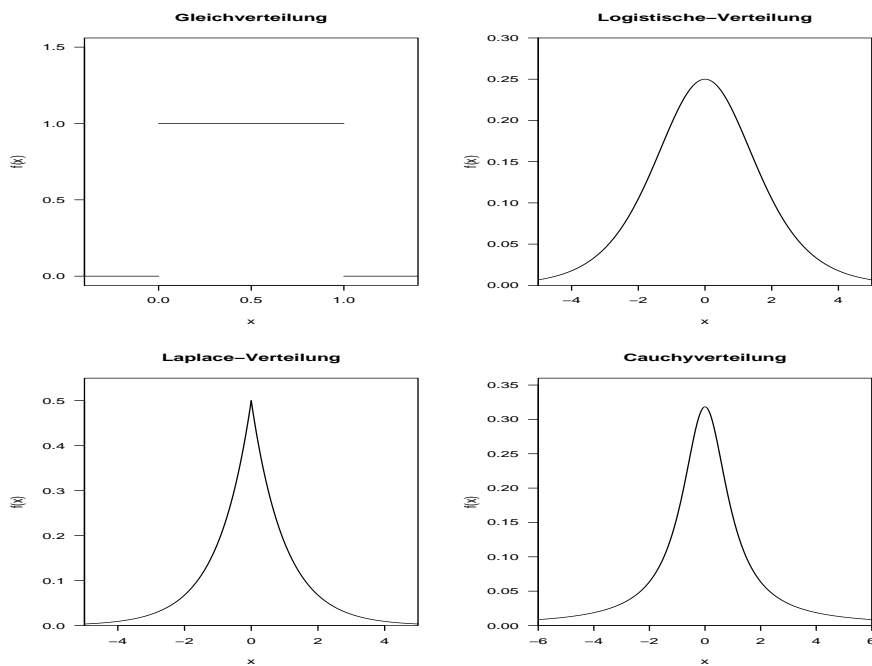 Gleichverteilung
f(x)
1.5
1.0
0.5
0.0
0.0 0.5 1.0
x
Logistische−Verteilung
f(x)
0.30
0.25
0.20
0.15
0.10
0.05
0.00
−4 −2 0 2 4
x
Laplace−Verteilung
f(x)
0.5
0.4
0.3
0.2
0.1
0.0
−4 −2 0 2 4
x
Cauchyverteilung
f(x)
0.35
0.30
0.25
0.20
0.15
0.10
0.05
0.00
−6 −4 −2 0 2 4 6
x